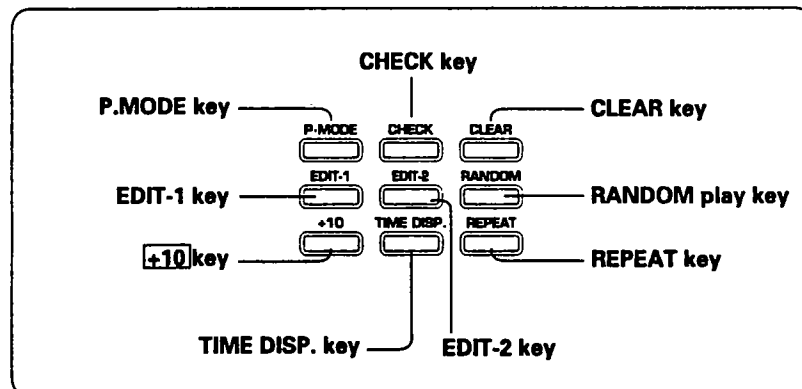 CHECK key
P.MODE key
CLEAR key
P·MODE CHECK CLEAR
EDIT-1 EDIT-2 RANDOM
EDIT-1 key
RANDOM play key
+10 TIME DISP. REPEAT
+10 key
REPEAT key
TIME DISP. key
EDIT-2 key